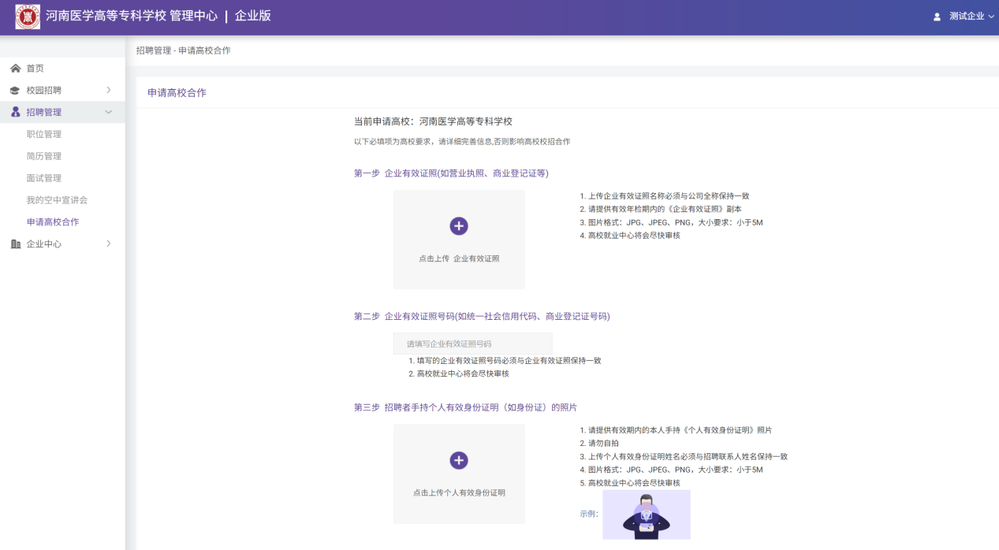 河南医学高等专科学校 管理中心 | 企业版
测试企业
招聘管理 - 申请高校合作
首页
校园招聘
招聘管理
职位管理
简历管理
面试管理
我的空中宣讲会
申请高校合作
企业中心
申请高校合作
当前申请高校：河南医学高等专科学校
以下必填项为高校要求，请详细完善信息,否则影响高校校招合作
第一步 企业有效证照(如营业执照、商业登记证等)
点击上传 企业有效证照
1. 上传企业有效证照名称必须与公司全称保持一致
2. 请提供有效年检期内的《企业有效证照》副本
3. 图片格式：JPG、JPEG、PNG，大小要求：小于5M
4. 高校就业中心将会尽快审核
第二步 企业有效证照号码(如统一社会信用代码、商业登记证号码)
请填写企业有效证照号码
1. 填写的企业有效证照号码必须与企业有效证照保持一致
2. 高校就业中心将会尽快审核
第三步 招聘者手持个人有效身份证明（如身份证）的照片
点击上传个人有效身份证明
1. 请提供有效期内的本人手持《个人有效身份证明》照片
2. 请勿自拍
3. 上传个人有效身份证明姓名必须与招聘联系人姓名保持一致
4. 图片格式：JPG、JPEG、PNG，大小要求：小于5M
5. 高校就业中心将会尽快审核
示例：